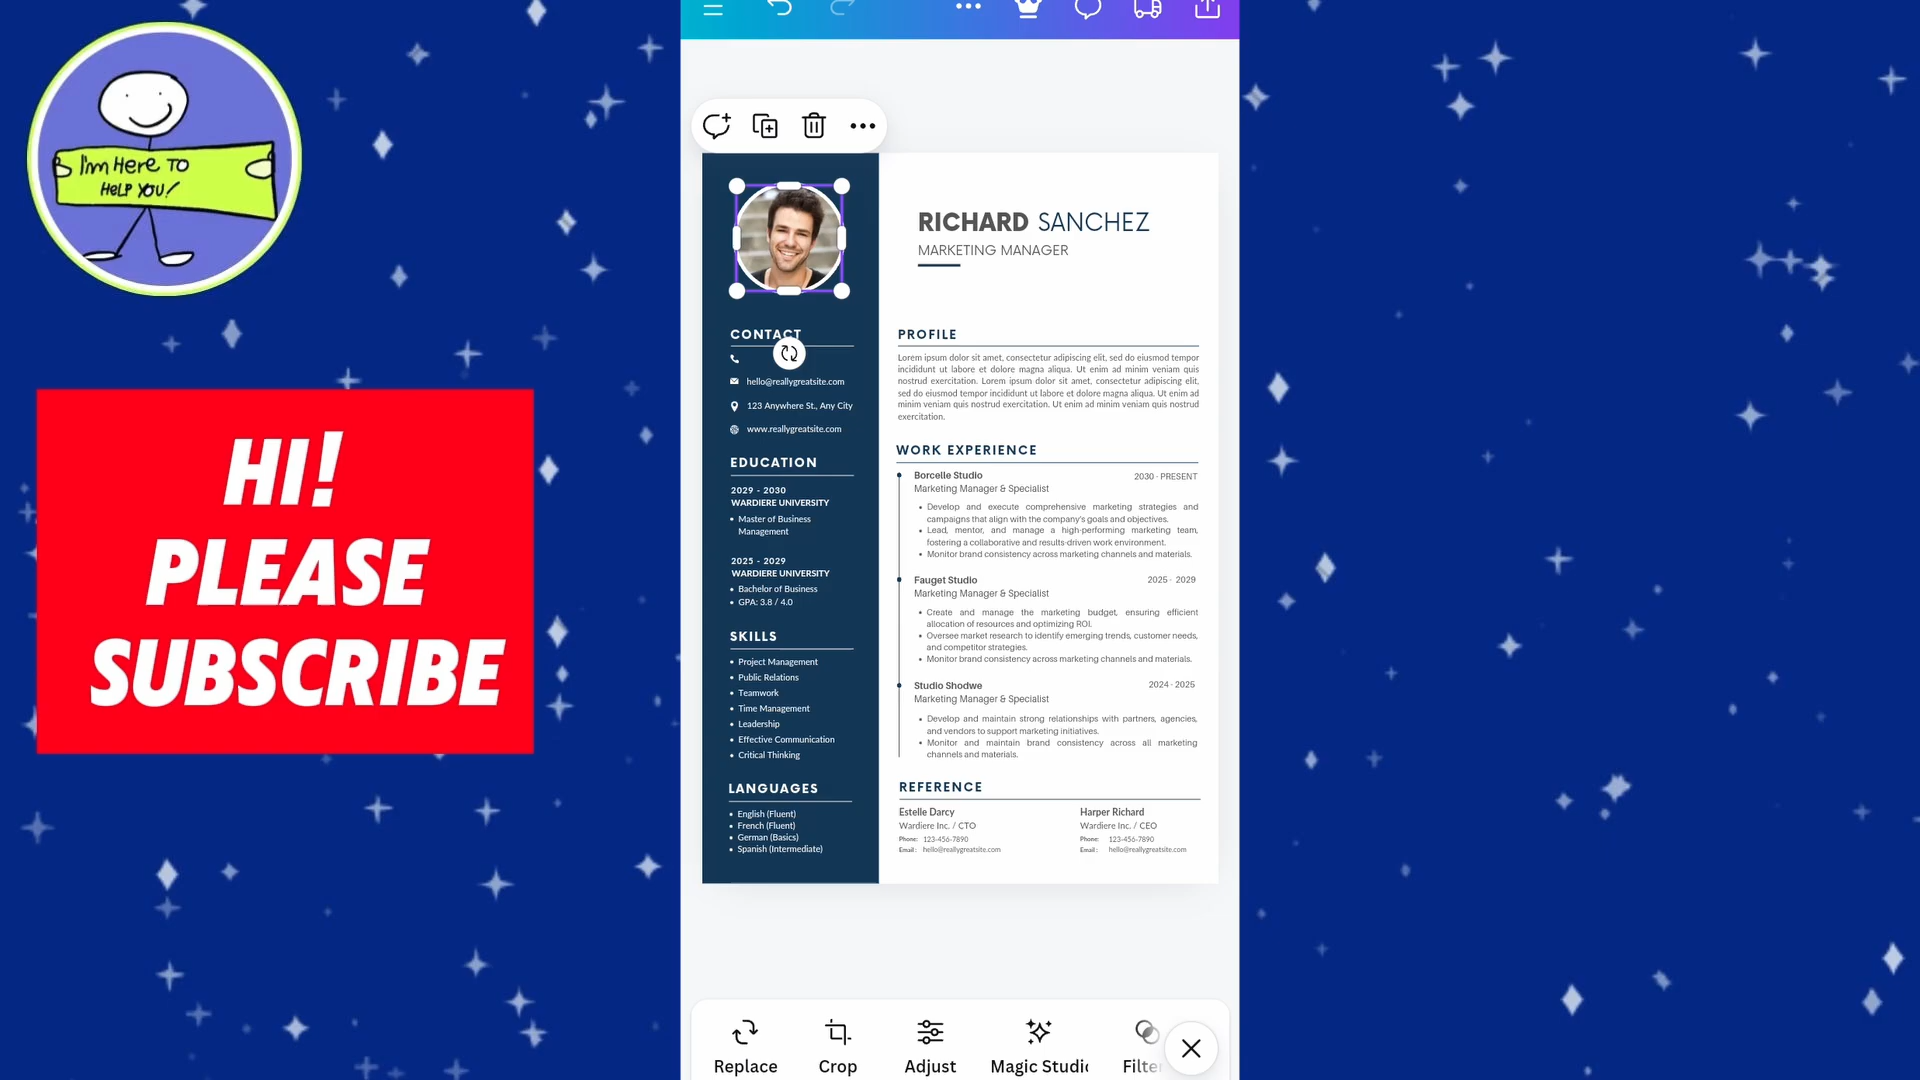 I'm HERE TO
HELP YOU!
HI!
PLEASE
SUBSCRIBE
RICHARD SANCHEZ
MARKETING MANAGER
CONTACT
hello@reallygreatsite.com
123 Anywhere St., Any City
www.reallygreatsite.com
EDUCATION
2029 - 2030
WARDIERE UNIVERSITY
• Master of Business
Management
2025 - 2029
WARDIERE UNIVERSITY
• Bachelor of Business
• GPA: 3.8 / 4.0
SKILLS
• Project Management
• Public Relations
• Teamwork
• Time Management
• Leadership
• Effective Communication
• Critical Thinking
LANGUAGES
• English (Fluent)
• French (Fluent)
• German (Basics)
• Spanish (Intermediate)
PROFILE
Lorem ipsum dolor sit amet, consectetur adipiscing elit, sed do eiusmod tempor
incididunt ut labore et dolore magna aliqua. Ut enim ad minim veniam quis
nostrud exercitation. Lorem ipsum dolor sit amet, consectetur adipiscing elit,
sed do eiusmod tempor incididunt ut labore et dolore magna aliqua. Ut enim ad
minim veniam quis nostrud exercitation. Ut enim ad minim veniam quis nostrud
exercitation.
WORK EXPERIENCE
Borcelle Studio 2030 - PRESENT
Marketing Manager & Specialist
• Develop and execute comprehensive marketing strategies and
campaigns that align with the company's goals and objectives.
• Lead, mentor, and manage a high-performing marketing team,
fostering a collaborative and results-driven work environment.
• Monitor brand consistency across marketing channels and materials.
Fauget Studio 2025 - 2029
Marketing Manager & Specialist
• Create and manage the marketing budget, ensuring efficient
allocation of resources and optimizing ROI.
• Oversee market research to identify emerging trends, customer needs,
and competitor strategies.
• Monitor brand consistency across marketing channels and materials.
Studio Shodwe 2024 - 2025
Marketing Manager & Specialist
• Develop and maintain strong relationships with partners, agencies,
and vendors to support marketing initiatives.
• Monitor and maintain brand consistency across all marketing
channels and materials.
REFERENCE
Estelle Darcy
Wardiere Inc. / CTO
Phone: 123-456-7890
Email : hello@reallygreatsite.com
Harper Richard
Wardiere Inc. / CEO
Phone: 123-456-7890
Email : hello@reallygreatsite.com
Replace Crop Adjust Magic Studio Filter